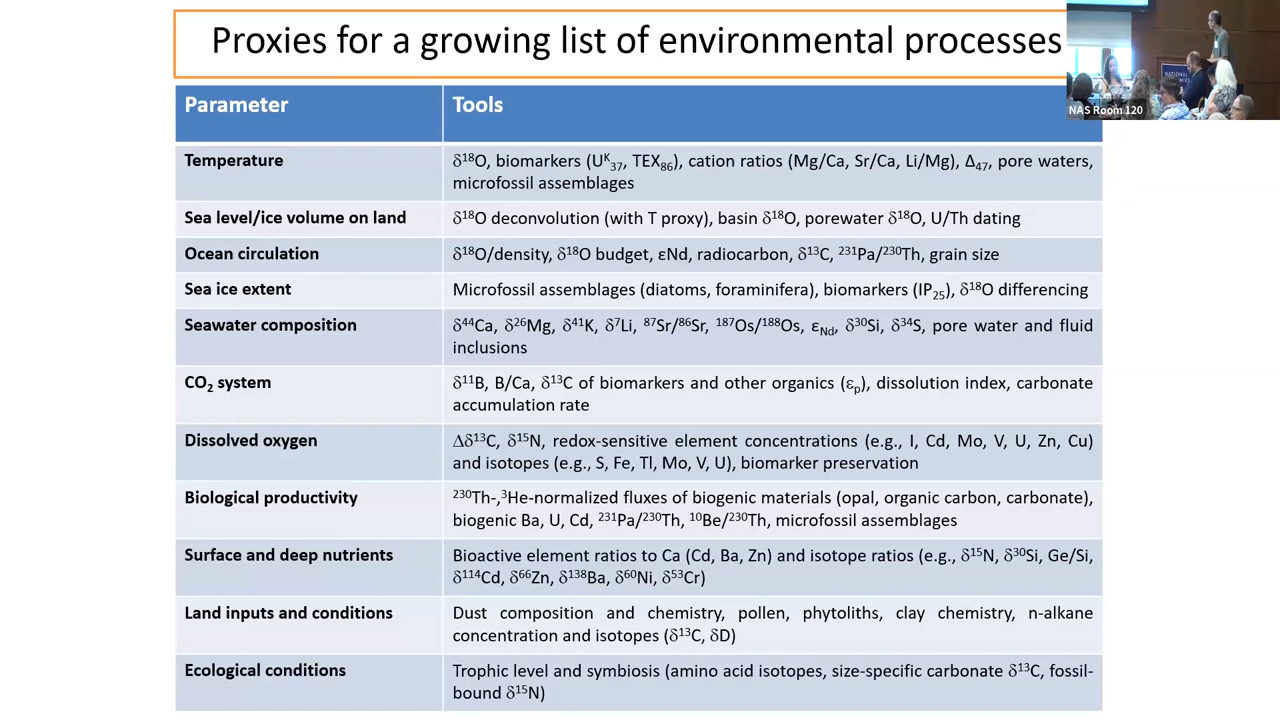 Proxies for a growing list of environmental processes
NAS Room 120
Parameter Tools
Temperature δ¹⁸O, biomarkers (Uᴷ₃₇, TEX₈₆), cation ratios (Mg/Ca, Sr/Ca, Li/Mg), Δ₄₇, pore waters,
microfossil assemblages
Sea level/ice volume on land δ¹⁸O deconvolution (with T proxy), basin δ¹⁸O, porewater δ¹⁸O, U/Th dating
Ocean circulation δ¹⁸O/density, δ¹⁸O budget, εNd, radiocarbon, δ¹³C, ²³¹Pa/²³⁰Th, grain size
Sea ice extent Microfossil assemblages (diatoms, foraminifera), biomarkers (IP₂₅), δ¹⁸O differencing
Seawater composition δ⁴⁴Ca, δ²⁶Mg, δ⁴¹K, δ⁷Li, ⁸⁷Sr/⁸⁶Sr, ¹⁸⁷Os/¹⁸⁸Os, ε_Nd, δ³⁰Si, δ³⁴S, pore water and fluid
inclusions
CO₂ system δ¹¹B, B/Ca, δ¹³C of biomarkers and other organics (εₚ), dissolution index, carbonate
accumulation rate
Dissolved oxygen Δδ¹³C, δ¹⁵N, redox-sensitive element concentrations (e.g., I, Cd, Mo, V, U, Zn, Cu)
and isotopes (e.g., S, Fe, Tl, Mo, V, U), biomarker preservation
Biological productivity ²³⁰Th-,³He-normalized fluxes of biogenic materials (opal, organic carbon, carbonate),
biogenic Ba, U, Cd, ²³¹Pa/²³⁰Th, ¹⁰Be/²³⁰Th, microfossil assemblages
Surface and deep nutrients Bioactive element ratios to Ca (Cd, Ba, Zn) and isotope ratios (e.g., δ¹⁵N, δ³⁰Si, Ge/Si,
δ¹¹⁴Cd, δ⁶⁶Zn, δ¹³⁸Ba, δ⁶⁰Ni, δ⁵³Cr)
Land inputs and conditions Dust composition and chemistry, pollen, phytoliths, clay chemistry, n-alkane
concentration and isotopes (δ¹³C, δD)
Ecological conditions Trophic level and symbiosis (amino acid isotopes, size-specific carbonate δ¹³C, fossil-
bound δ¹⁵N)